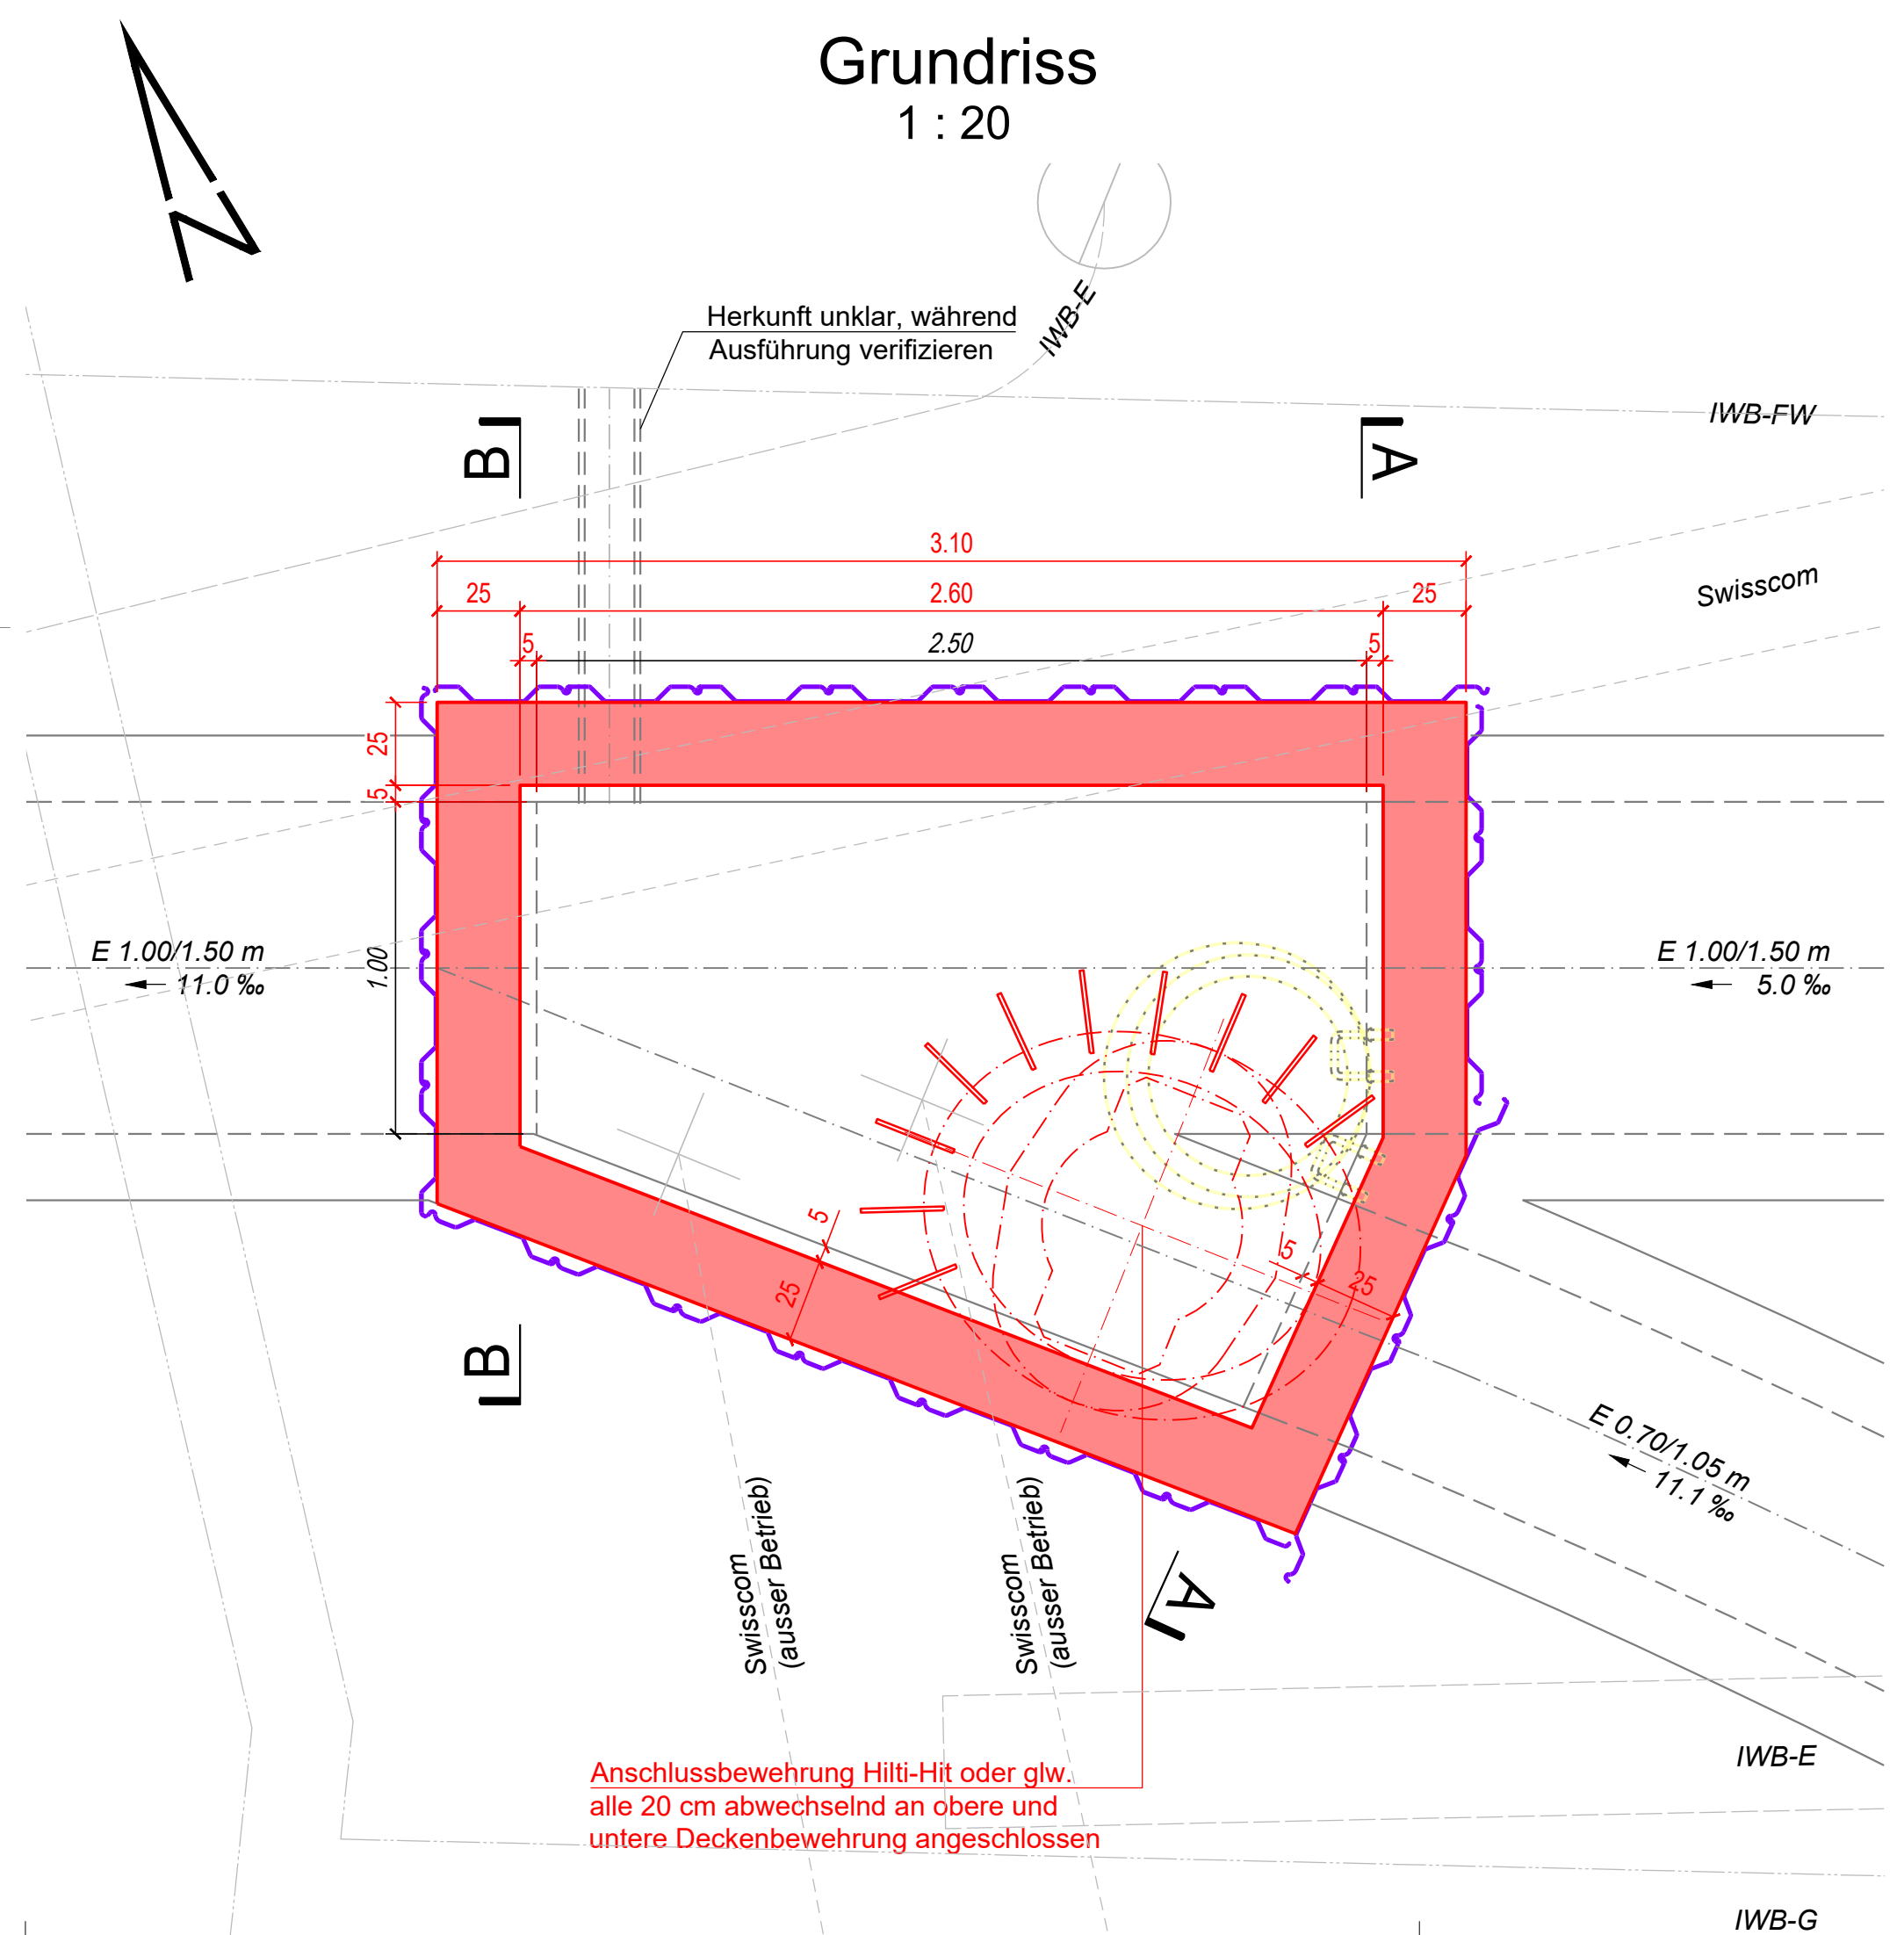 Grundriss
1 : 20
N
IWB-E
Herkunft unklar, während
Ausführung verifizieren
IWB-FW
B
A
3.10
25
2.60
25
Swisscom
5
2.50
5
25
5
1.00
E 1.00/1.50 m
11.0 ‰
E 1.00/1.50 m
5.0 ‰
5
25
5
25
B
E 0.70/1.05 m
11.1 ‰
Swisscom
(ausser Betrieb)
Swisscom
(ausser Betrieb)
A
IWB-E
Anschlussbewehrung Hilti-Hit oder glw.
alle 20 cm abwechselnd an obere und
untere Deckenbewehrung angeschlossen
IWB-G